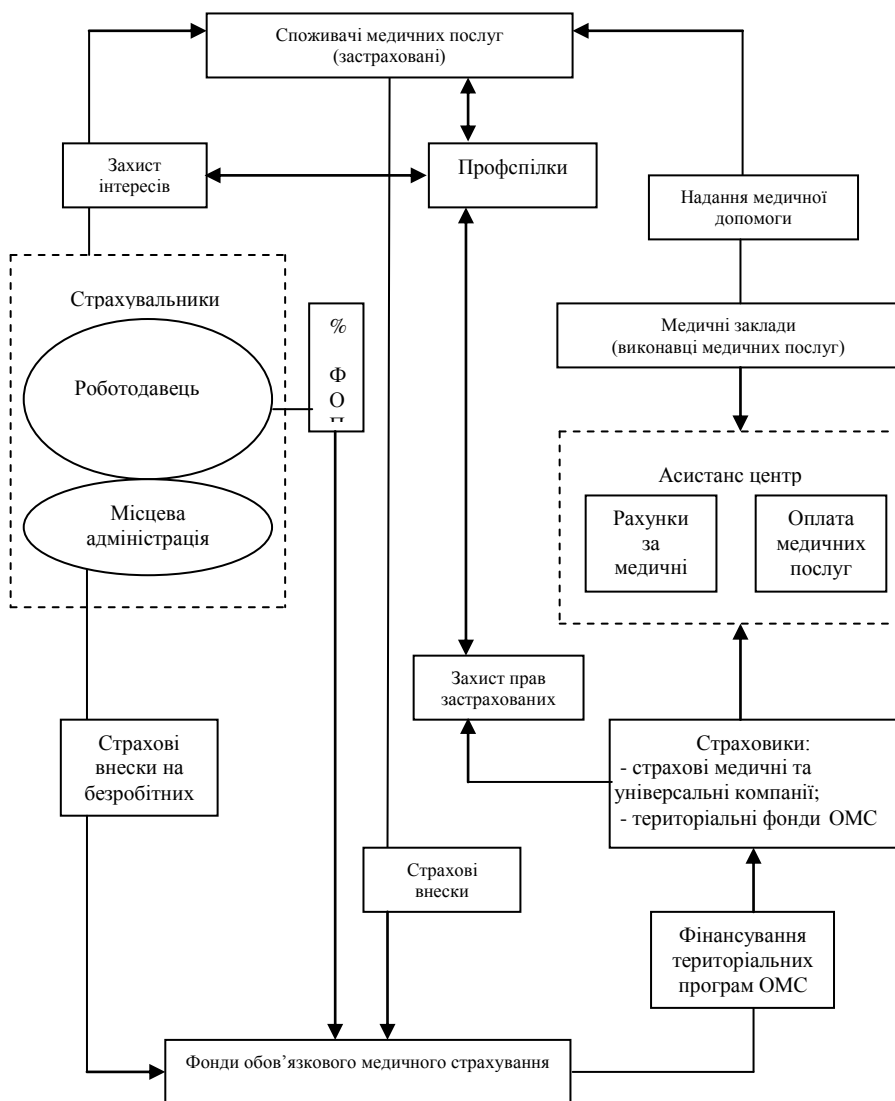 Споживачі медичних послуг
(застраховані)
Захист
інтересів
Профспілки
Надання медичної
допомоги
Страхувальники
%
Ф
О
П
Медичні заклади
(виконавці медичних послуг)
Роботодавець
Місцева
адміністрація
Асистанс центр
Рахунки
за
медичні
Оплата
медичних
послуг
Захист прав
застрахованих
Страхові
внески на
безробітних
Страховики:
- страхові медичні та
універсальні компанії;
- територіальні фонди ОМС
Страхові
внески
Фінансування
територіальних
програм ОМС
Фонди обов’язкового медичного страхування